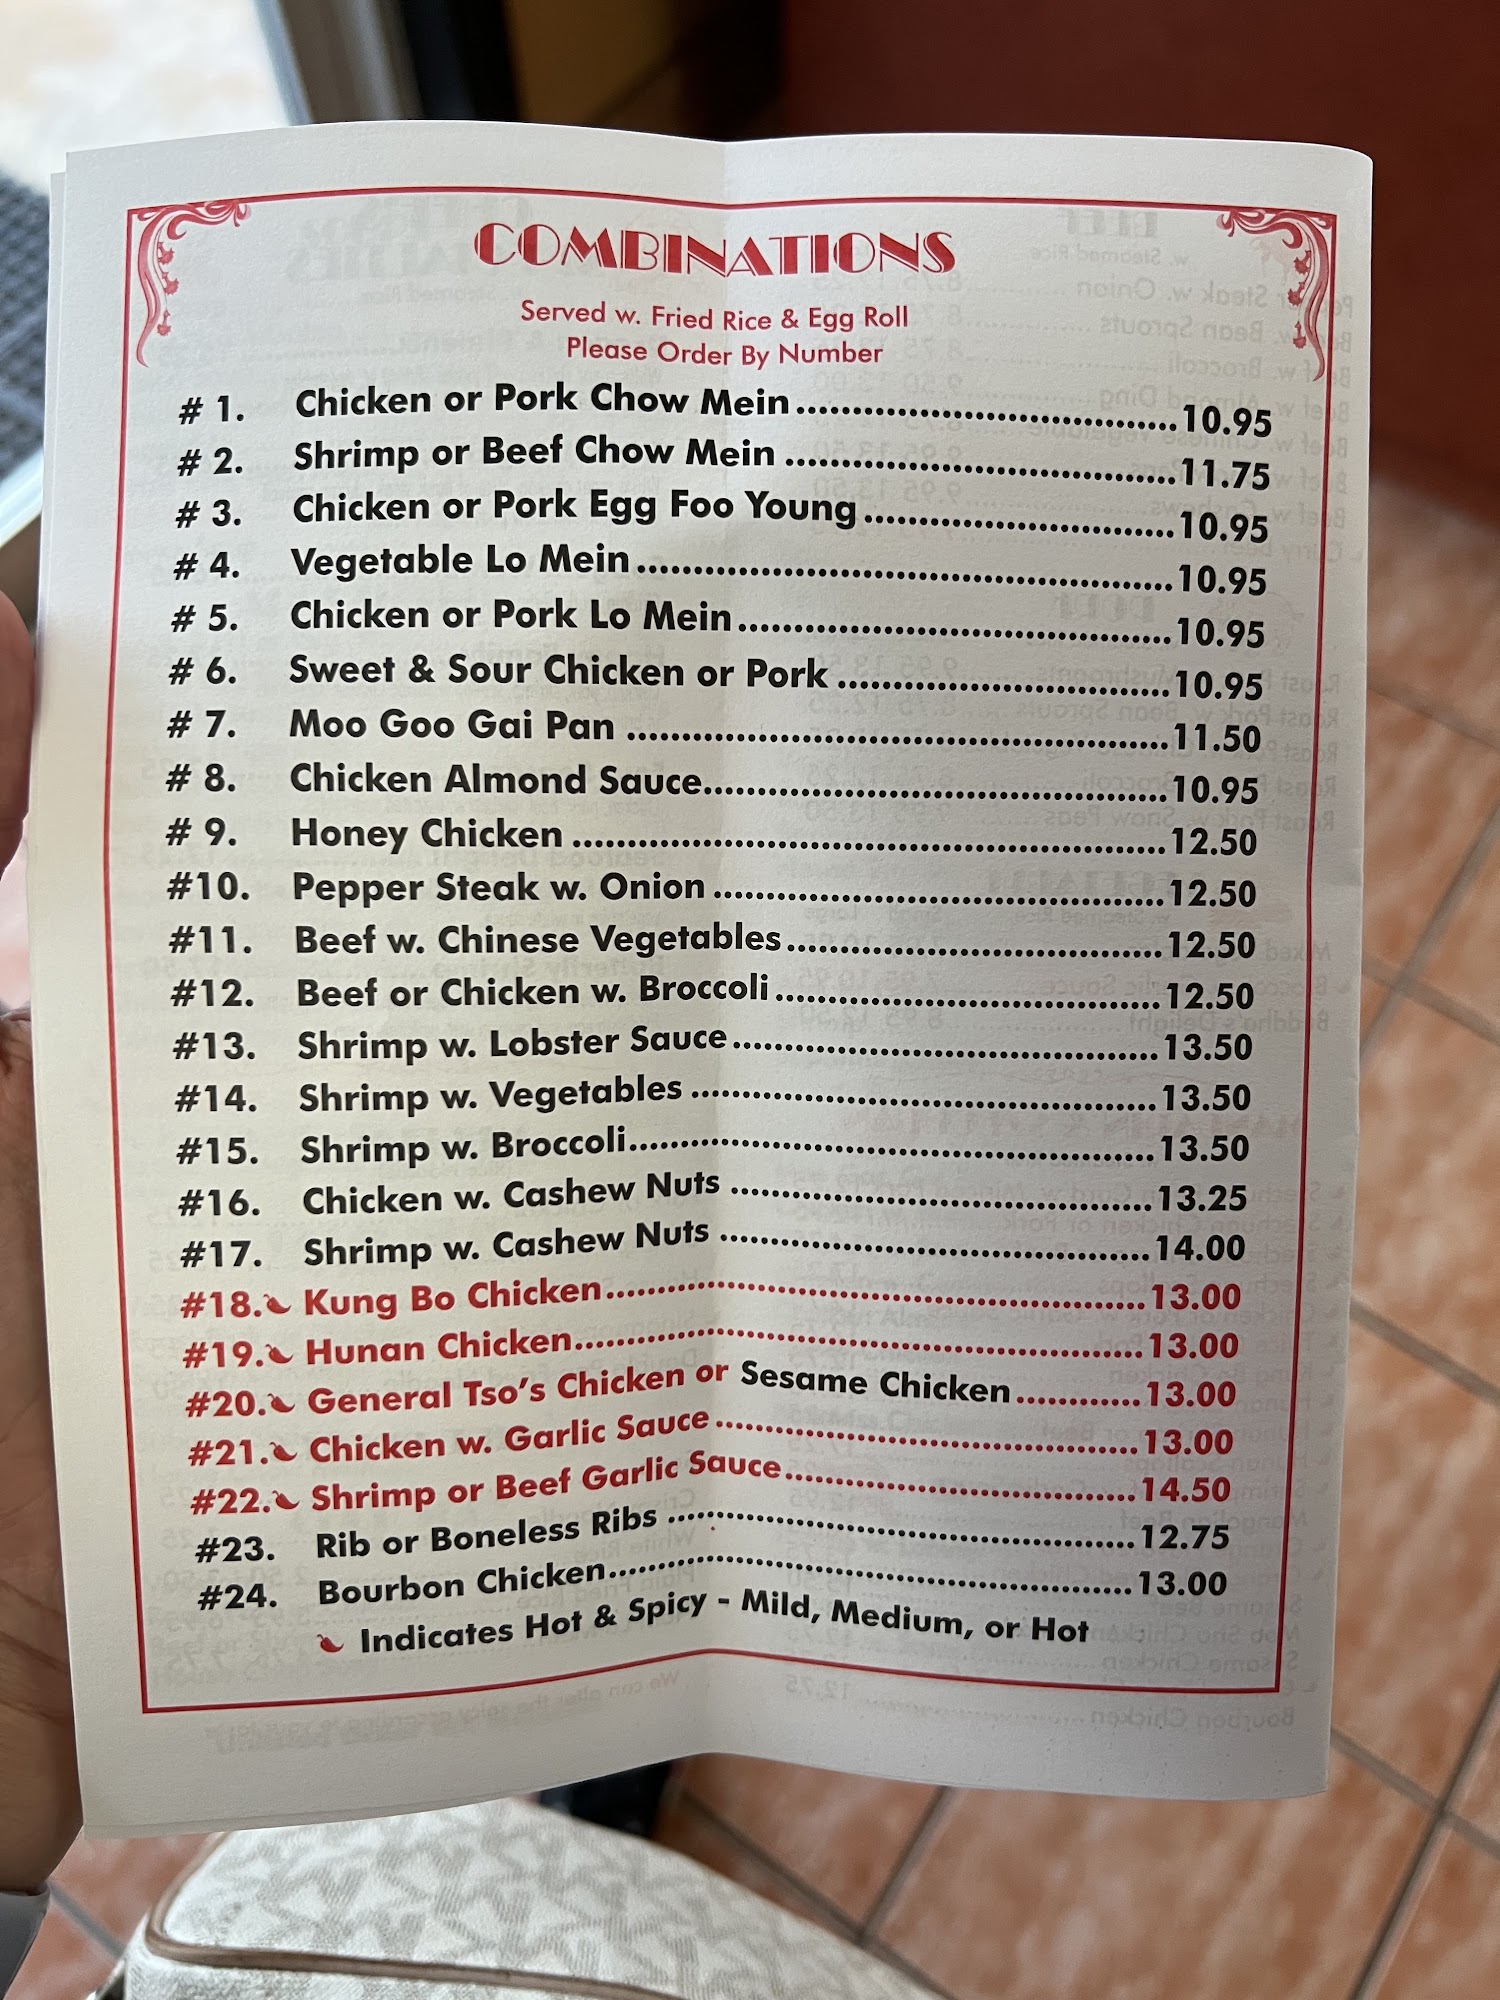 COMBINATIONS
Served w. Fried Rice & Egg Roll
Please Order By Number
# 1. Chicken or Pork Chow Mein 10.95
# 2. Shrimp or Beef Chow Mein 11.75
# 3. Chicken or Pork Egg Foo Young 10.95
# 4. Vegetable Lo Mein 10.95
# 5. Chicken or Pork Lo Mein 10.95
# 6. Sweet & Sour Chicken or Pork 10.95
# 7. Moo Goo Gai Pan 11.50
# 8. Chicken Almond Sauce 10.95
# 9. Honey Chicken 12.50
#10. Pepper Steak w. Onion 12.50
#11. Beef w. Chinese Vegetables 12.50
#12. Beef or Chicken w. Broccoli 12.50
#13. Shrimp w. Lobster Sauce 13.50
#14. Shrimp w. Vegetables 13.50
#15. Shrimp w. Broccoli 13.50
#16. Chicken w. Cashew Nuts 13.25
#17. Shrimp w. Cashew Nuts 14.00
#18. Kung Bo Chicken 13.00
#19. Hunan Chicken 13.00
#20. General Tso's Chicken or Sesame Chicken 13.00
#21. Chicken w. Garlic Sauce 13.00
#22. Shrimp or Beef Garlic Sauce 14.50
#23. Rib or Boneless Ribs 12.75
#24. Bourbon Chicken 13.00
Indicates Hot & Spicy - Mild, Medium, or Hot